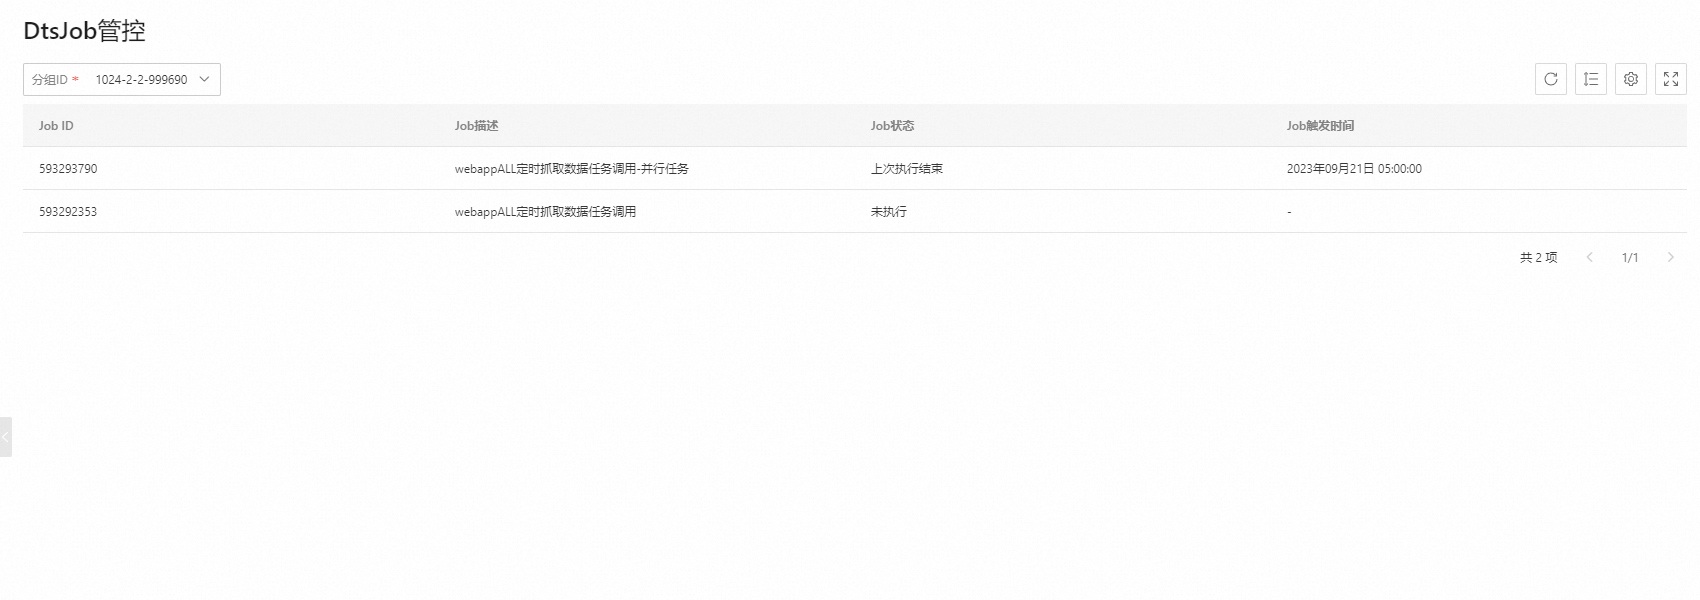 DtsJob管控
分组ID * 1024-2-2-999690
Job ID Job描述 Job状态 Job触发时间
593293790 webappALL定时抓取数据任务调用-并行任务 上次执行结束 2023年09月21日 05:00:00
593292353 webappALL定时抓取数据任务调用 未执行 -
共 2 项 1/1